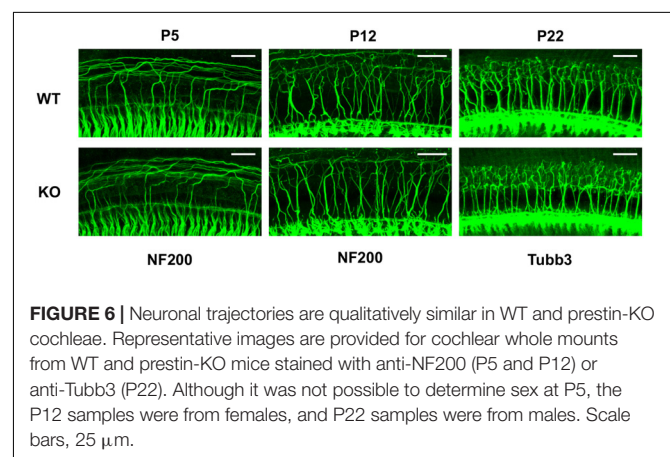 P5 P12 P22
WT
KO
NF200 NF200 Tubb3
FIGURE 6 | Neuronal trajectories are qualitatively similar in WT and prestin-KO
cochleae. Representative images are provided for cochlear whole mounts
from WT and prestin-KO mice stained with anti-NF200 (P5 and P12) or
anti-Tubb3 (P22). Although it was not possible to determine sex at P5, the
P12 samples were from females, and P22 samples were from males. Scale
bars, 25 μm.